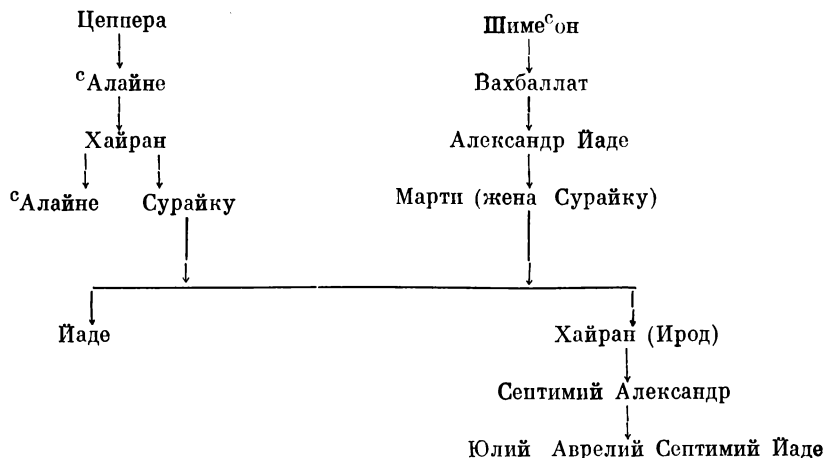 Цеппера
Шимеᶜон
ᶜАлайне
Вахбаллат
Хайран
Александр Йаде
ᶜАлайне Сурайку
Марти (жена Сурайку)
Йаде
Хайран (Ирод)
Септимий Александр
Юлий Аврелий Септимий Йаде